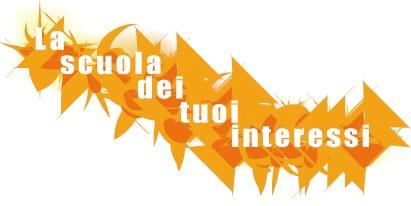 La
scuola
dei
tuoi
interessi